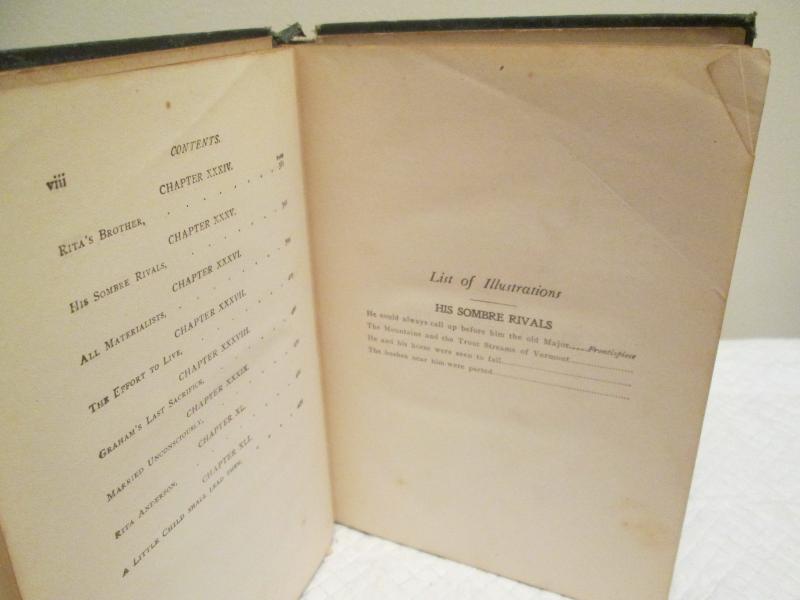 viii
CONTENTS.
CHAPTER XXXIV.
RITA'S BROTHER,
CHAPTER XXXV.
HIS SOMBRE RIVALS,
CHAPTER XXXVI.
ALL MATERIALISTS,
CHAPTER XXXVII.
THE EFFORT TO LIVE,
CHAPTER XXXVIII.
GRAHAM'S LAST SACRIFICE,
CHAPTER XXXIX.
MARRIED UNCONSCIOUSLY,
CHAPTER XL.
RITA ANDERSON,
CHAPTER XLI.
A LITTLE CHILD SHALL LEAD THEM,
List of Illustrations
HIS SOMBRE RIVALS
He could always call up before him the old Major.....Frontispiece
The Mountains and the Trout Streams of Vermont
He and his horse were seen to fall
The bushes near him were parted